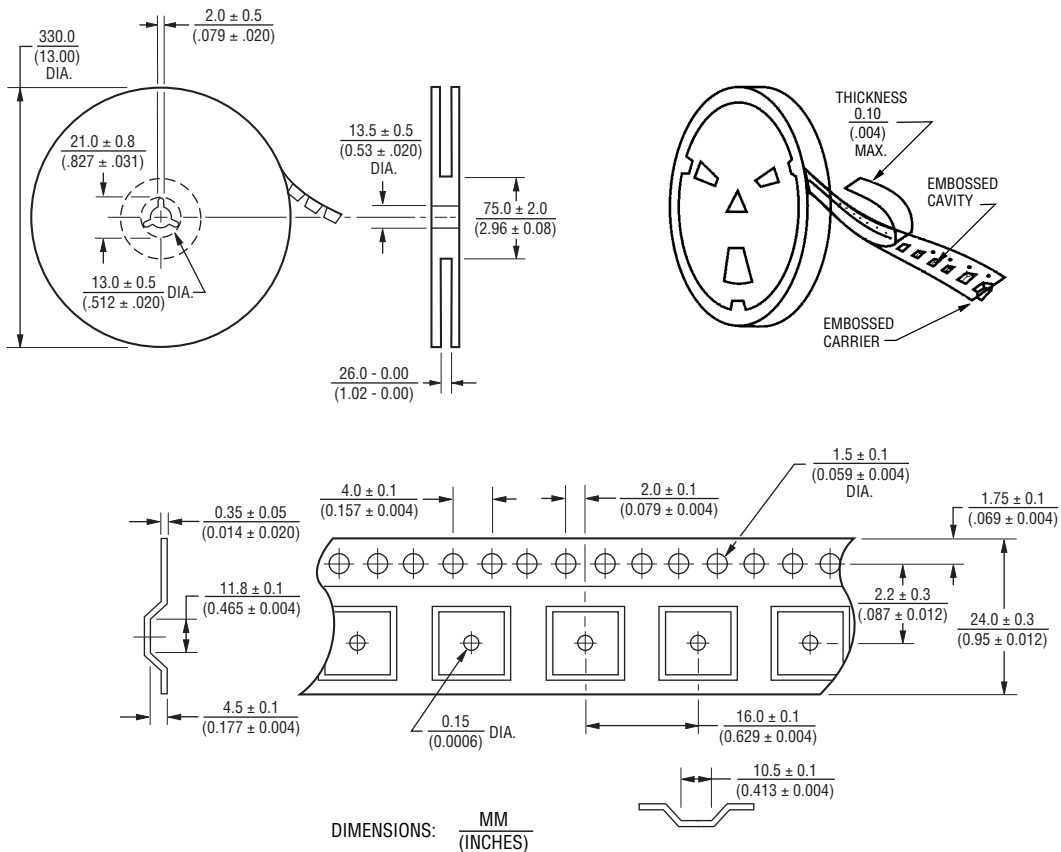 2.0 ± 0.5
(.079 ± .020)
330.0
(13.00)
DIA.
21.0 ± 0.8
(.827 ± .031)
13.0 ± 0.5
(.512 ± .020)
DIA.
13.5 ± 0.5
(0.53 ± .020)
DIA.
75.0 ± 2.0
(2.96 ± 0.08)
26.0 - 0.00
(1.02 - 0.00)
THICKNESS
0.10
(.004)
MAX.
EMBOSSED
CAVITY
EMBOSSED
CARRIER
1.5 ± 0.1
(0.059 ± 0.004)
DIA.
4.0 ± 0.1
(0.157 ± 0.004)
2.0 ± 0.1
(0.079 ± 0.004)
1.75 ± 0.1
(.069 ± 0.004)
0.35 ± 0.05
(0.014 ± 0.020)
11.8 ± 0.1
(0.465 ± 0.004)
2.2 ± 0.3
(.087 ± 0.012)
24.0 ± 0.3
(0.95 ± 0.012)
4.5 ± 0.1
(0.177 ± 0.004)
0.15
(0.0006)
DIA.
16.0 ± 0.1
(0.629 ± 0.004)
10.5 ± 0.1
(0.413 ± 0.004)
DIMENSIONS:
MM
(INCHES)